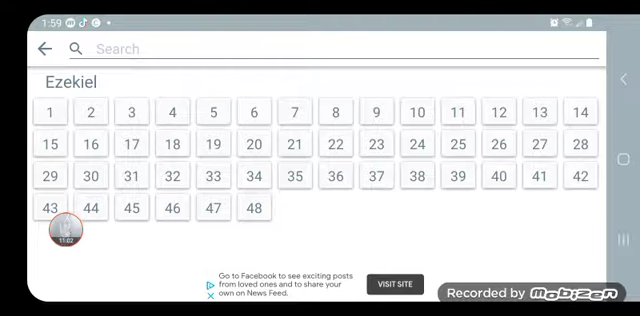 1:59
Search
Ezekiel
1 2 3 4 5 6 7 8 9 10 11 12 13 14
15 16 17 18 19 20 21 22 23 24 25 26 27 28
29 30 31 32 33 34 35 36 37 38 39 40 41 42
43 44 45 46 47 48
11:02
Go to Facebook to see exciting posts
from loved ones and to share your
own on News Feed.
VISIT SITE
Recorded by Mobizen